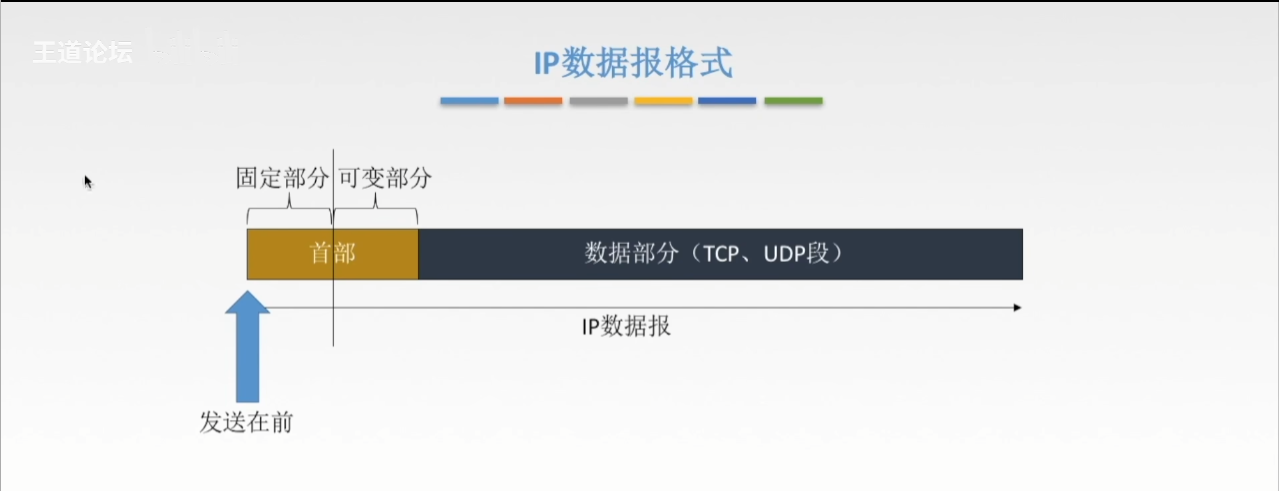 王道论坛
IP数据报格式
固定部分 可变部分
首部
数据部分（TCP、UDP段）
IP数据报
发送在前